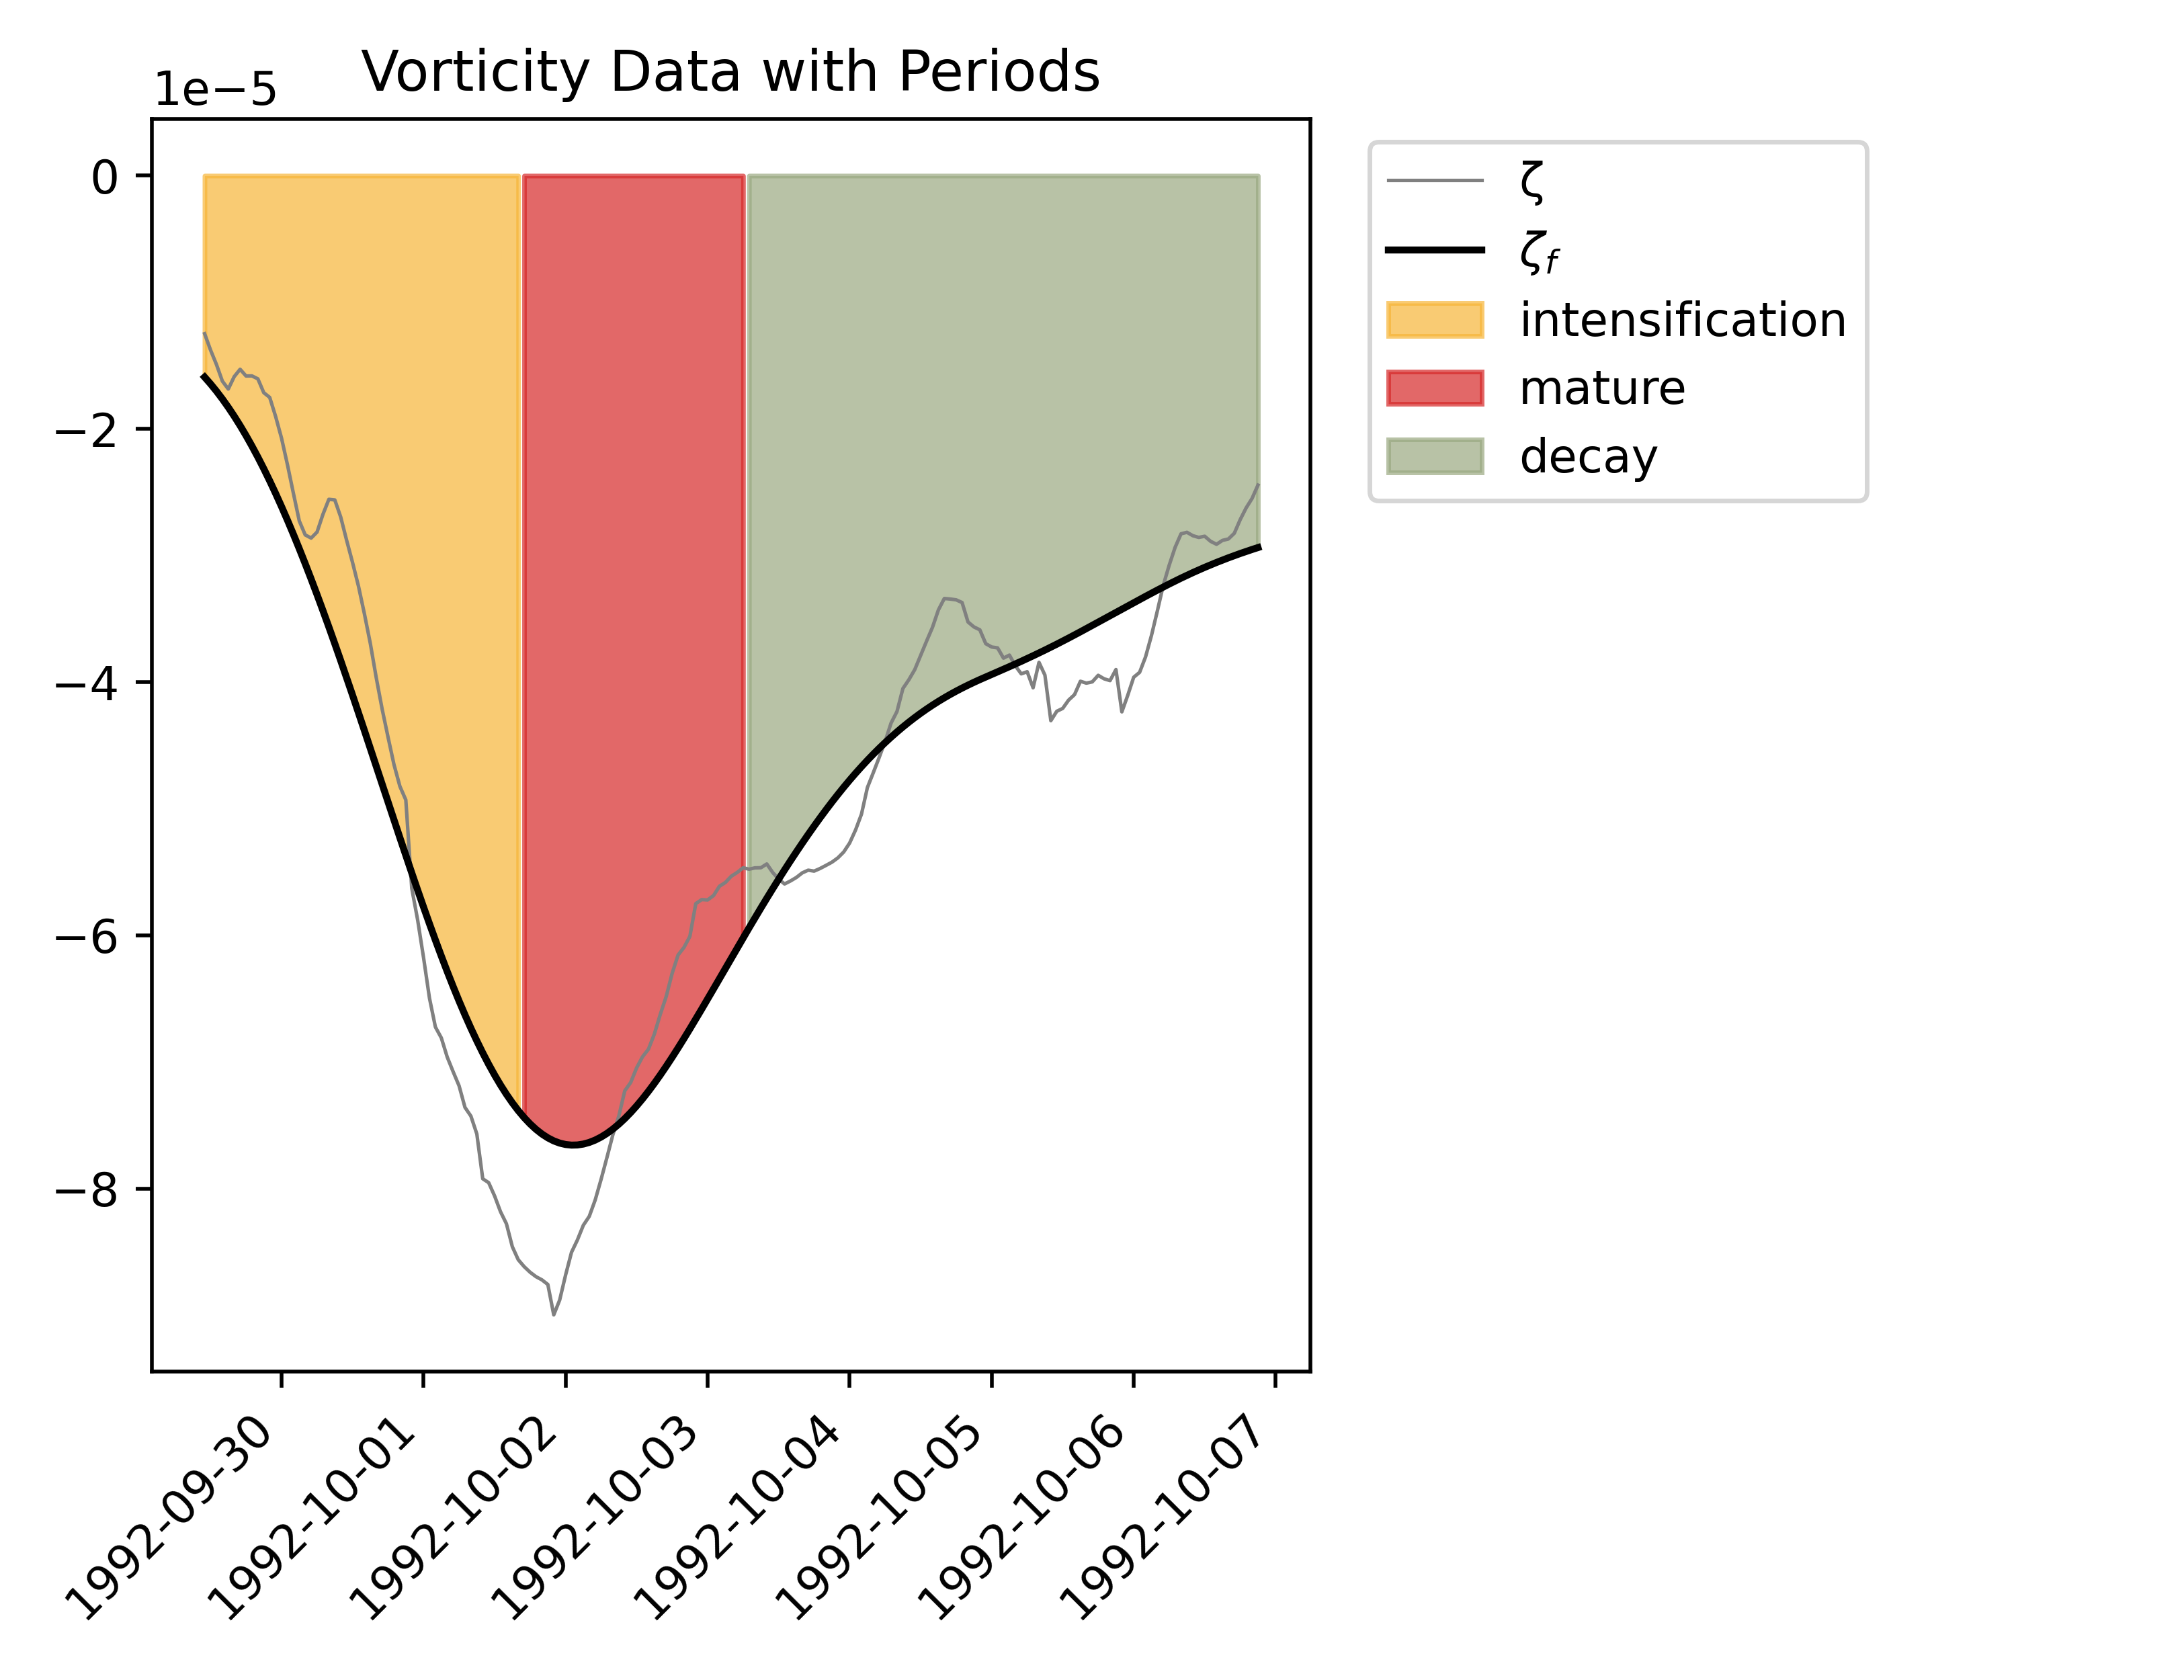 Vorticity Data with Periods
1e−5
0
−2
−4
−6
−8
1992-09-30
1992-10-01
1992-10-02
1992-10-03
1992-10-04
1992-10-05
1992-10-06
1992-10-07
ζ
ζf
intensification
mature
decay